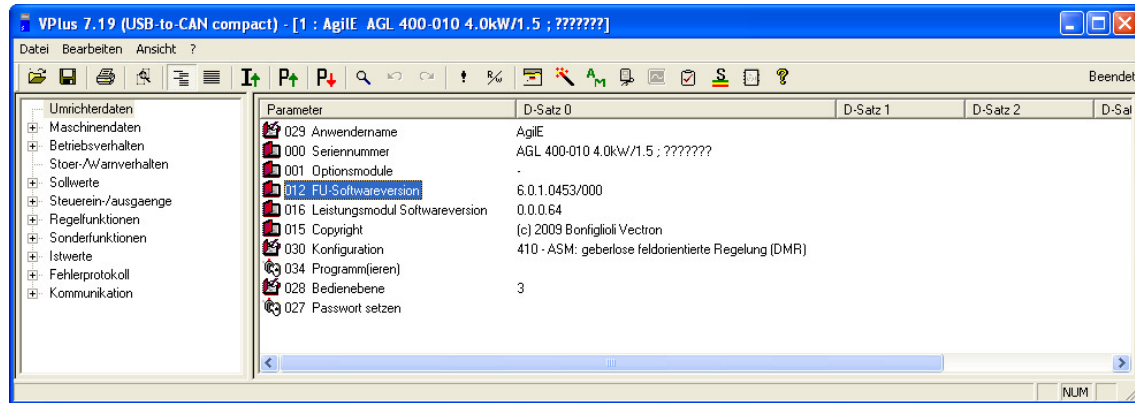 VPlus 7.19 (USB-to-CAN compact) - [1 : AgilE AGL 400-010 4.0kW/1.5 ; ???????]
Datei Bearbeiten Ansicht ?
Beendet
Umrichterdaten
Maschinendaten
Betriebsverhalten
Stoer-/Warnverhalten
Sollwerte
Steuerein-/ausgaenge
Regelfunktionen
Sonderfunktionen
Istwerte
Fehlerprotokoll
Kommunikation
Parameter D-Satz 0 D-Satz 1 D-Satz 2 D-Sa
029 Anwendername AgilE
000 Seriennummer AGL 400-010 4.0kW/1.5 ; ???????
001 Optionsmodule -
012 FU-Softwareversion 6.0.1.0453/000
016 Leistungsmodul Softwareversion 0.0.0.64
015 Copyright (c) 2009 Bonfiglioli Vectron
030 Konfiguration 410 - ASM: geberlose feldorientierte Regelung (DMR)
034 Programm(ieren)
028 Bedienebene 3
027 Passwort setzen
NUM